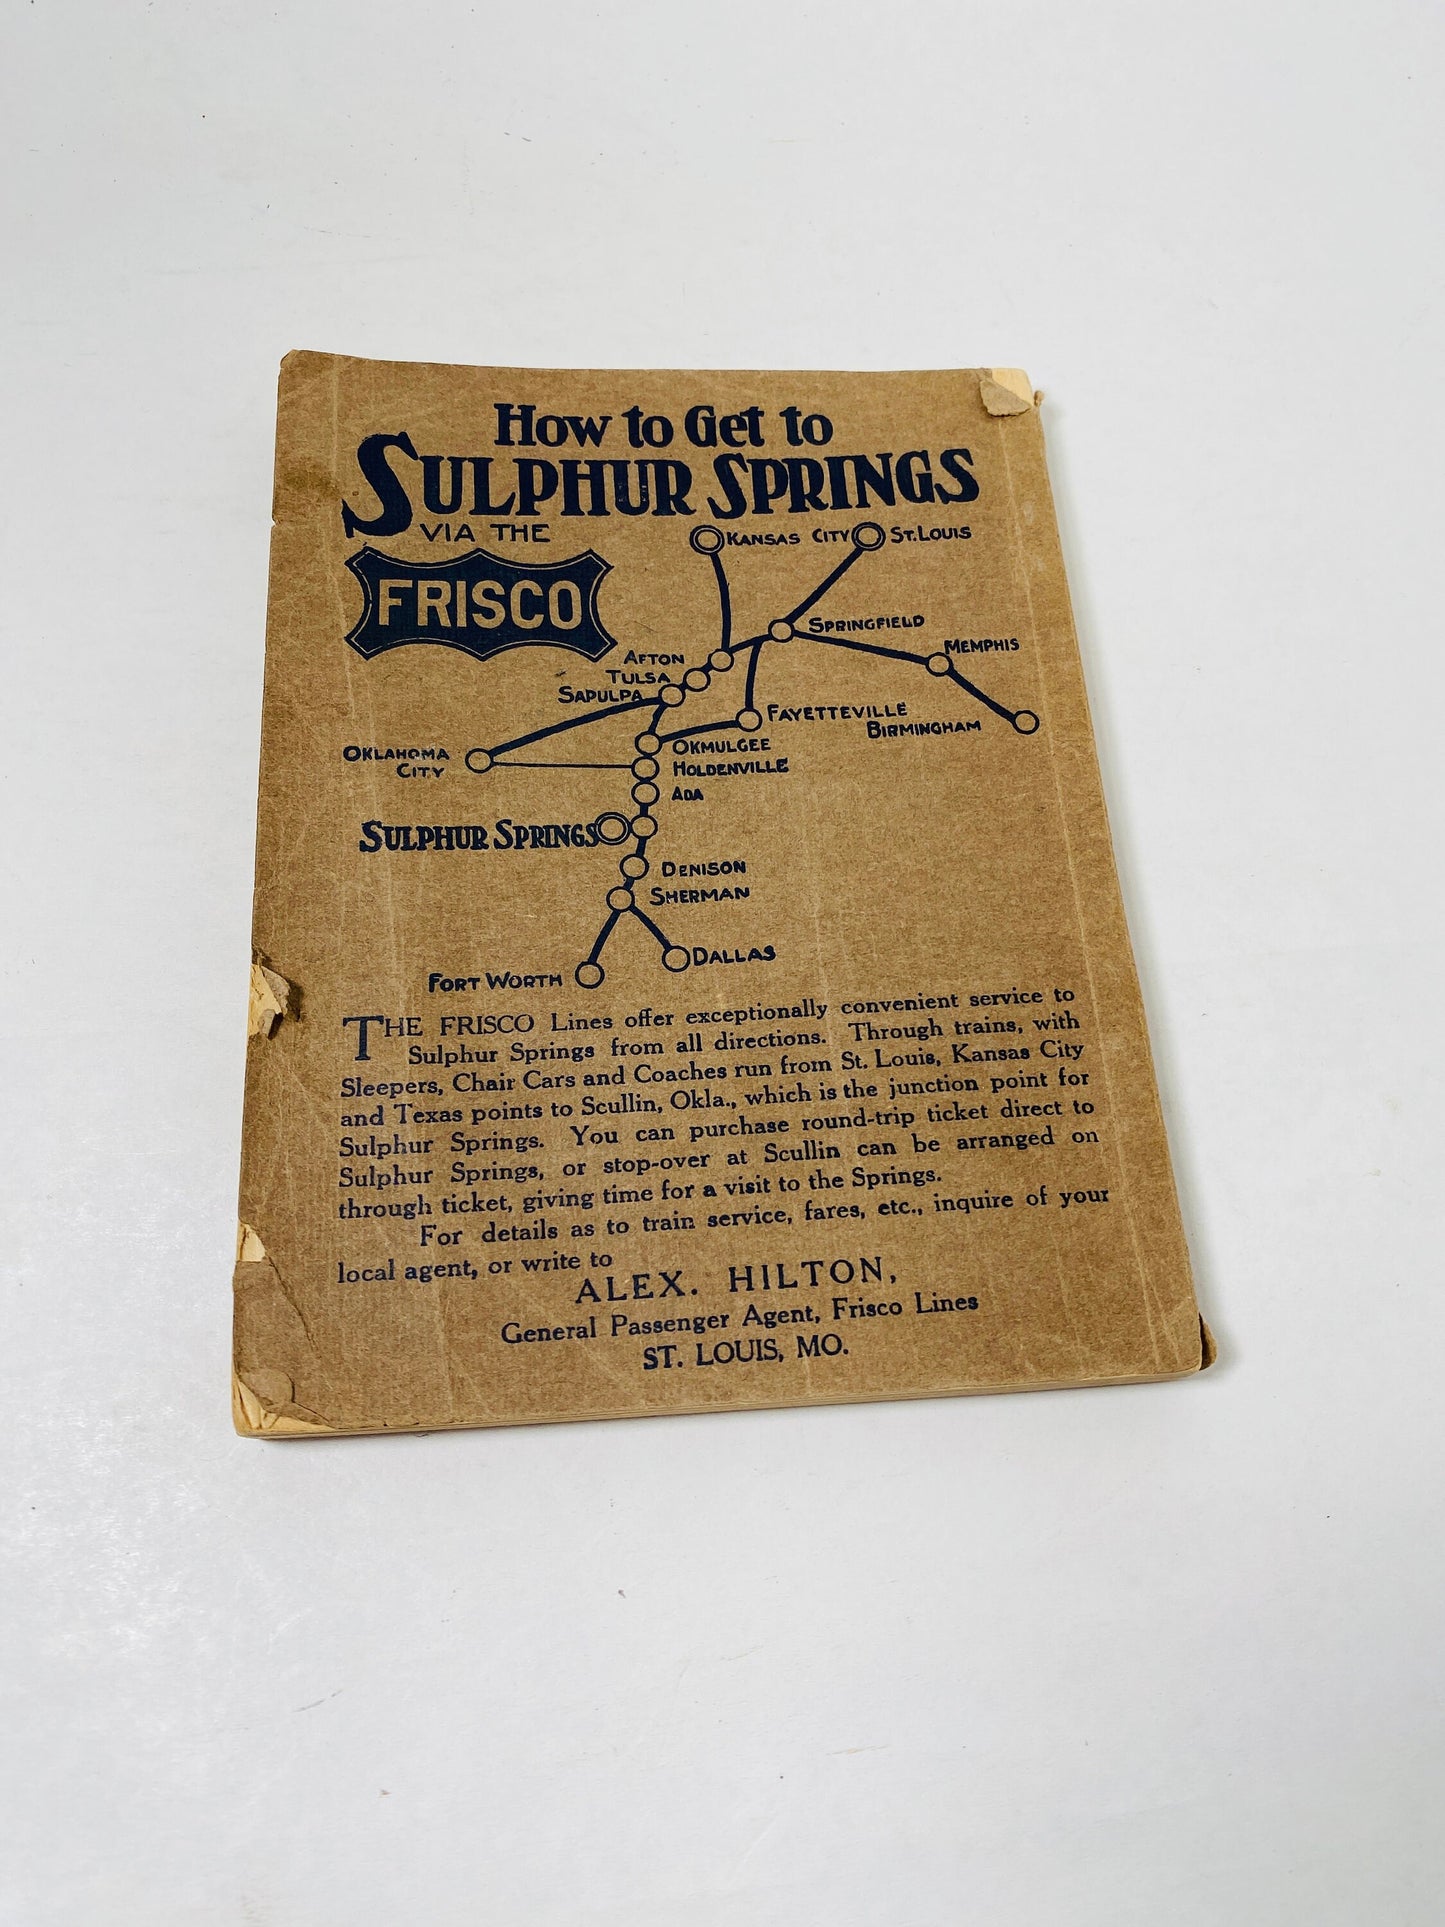 How to Get to
SULPHUR SPRINGS
VIA THE
FRISCO
KANSAS CITY
ST. LOUIS
SPRINGFIELD
MEMPHIS
AFTON
TULSA
SAPULPA
FAYETTEVILLE
BIRMINGHAM
OKLAHOMA
CITY
OKMULGEE
HOLDENVILLE
ADA
SULPHUR SPRINGS
DENISON
SHERMAN
DALLAS
FORT WORTH
THE FRISCO Lines offer exceptionally convenient service to
Sulphur Springs from all directions. Through trains, with
Sleepers, Chair Cars and Coaches run from St. Louis, Kansas City
and Texas points to Scullin, Okla., which is the junction point for
Sulphur Springs. You can purchase round-trip ticket direct to
Sulphur Springs, or stop-over at Scullin can be arranged on
through ticket, giving time for a visit to the Springs.
For details as to train service, fares, etc., inquire of your
local agent, or write to
ALEX. HILTON,
General Passenger Agent, Frisco Lines
ST. LOUIS, MO.